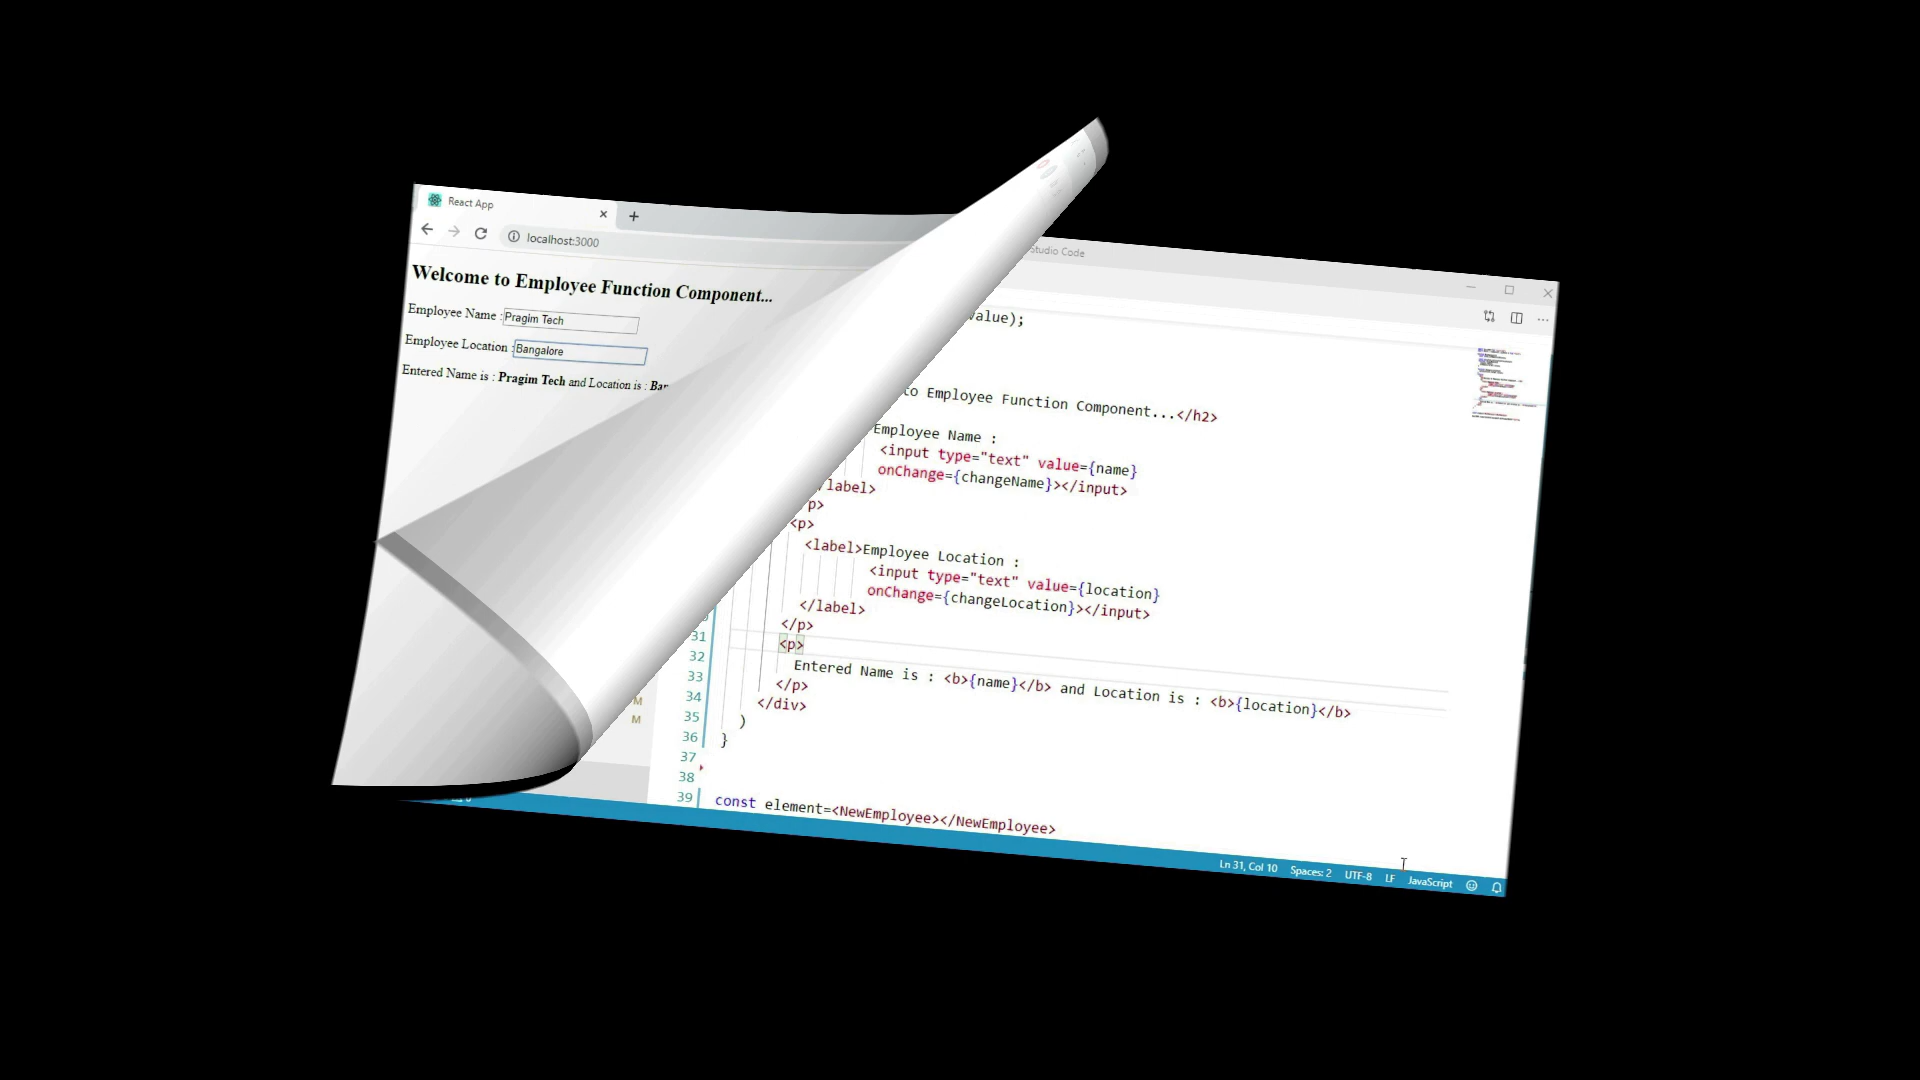 React App
localhost:3000
Welcome to Employee Function Component...
Employee Name : Pragim Tech
Employee Location : Bangalore
Entered Name is : Pragim Tech and Location is :
Studio Code
value);
to Employee Function Component...</h2>
Employee Name :
<input type="text" value={name}
onChange={changeName}></input>
/label>
p>
<p>
<label>Employee Location :
<input type="text" value={location}
onChange={changeLocation}></input>
</label>
</p>
31 <p>
32 Entered Name is : <b>{name}</b> and Location is : <b>{location}</b>
33 </p>
34 </div>
35 )
36 }
37
38
39 const element=<NewEmployee></NewEmployee>
M
M
Ln 31, Col 10 Spaces: 2 UTF-8 LF JavaScript